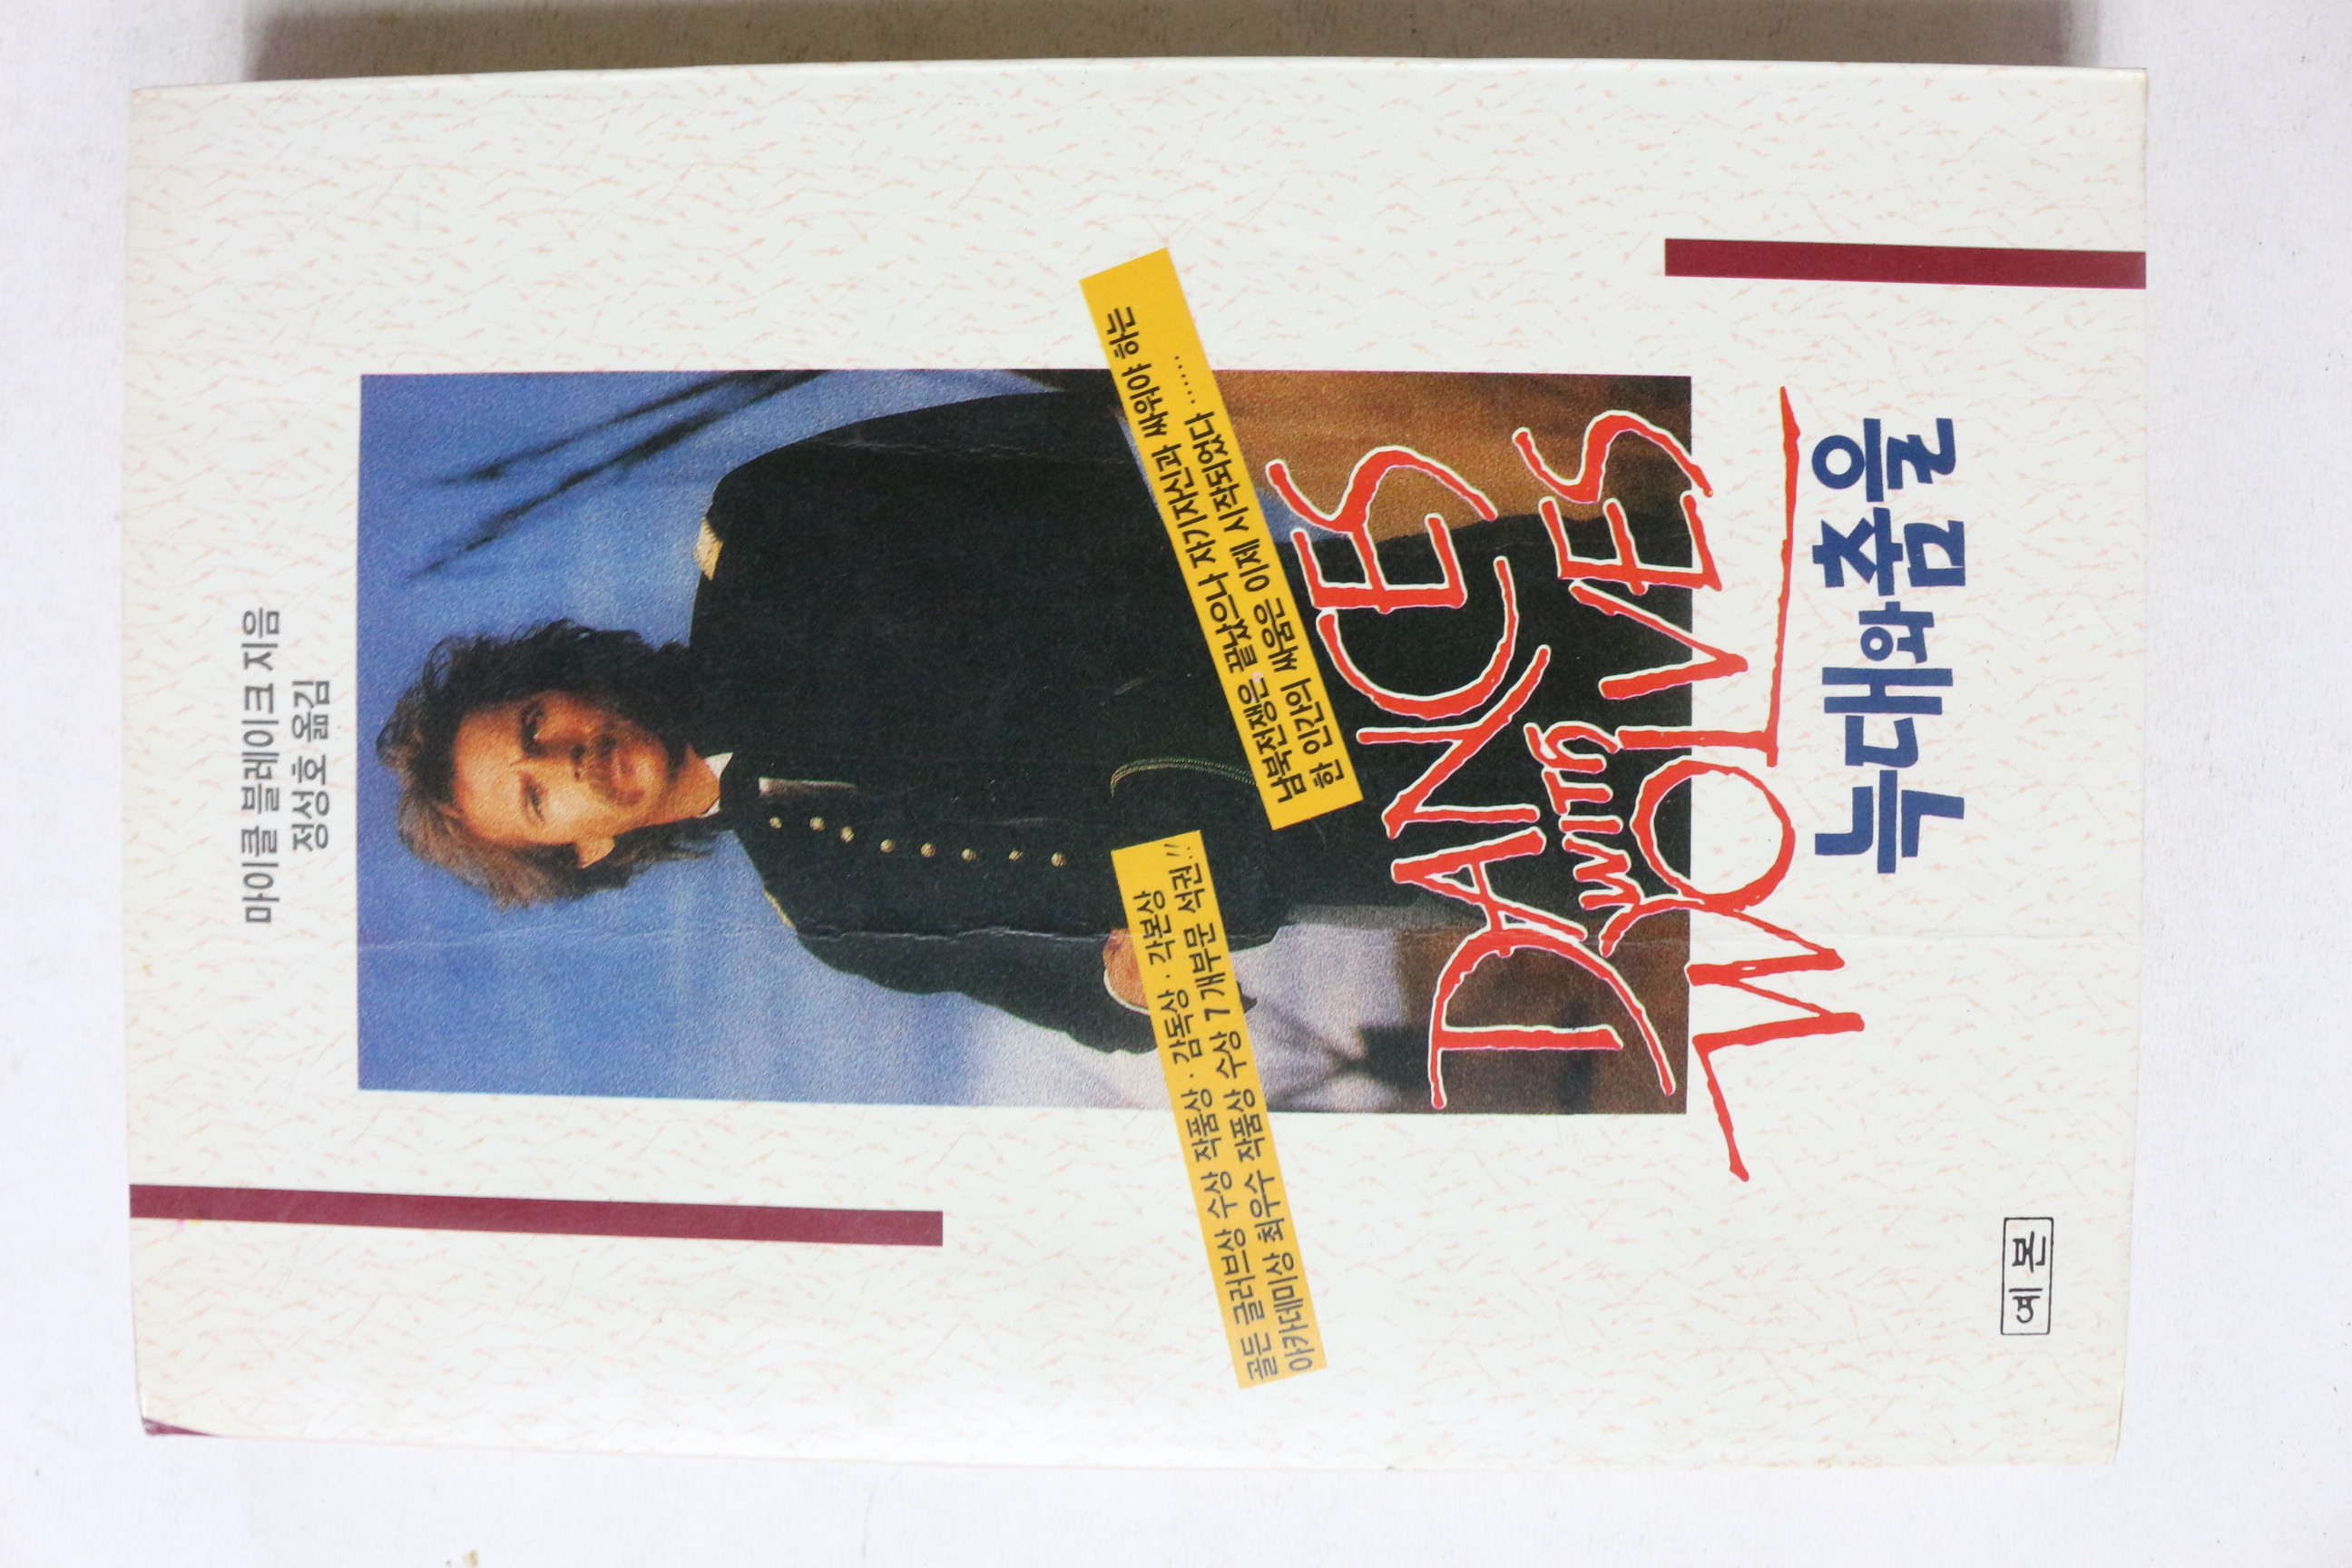 마이클 블레이크 지음
정성호 옮김
남북전쟁은 끝났으나 자기자신과 싸워야 하는
한 인간의 싸움은 이제 시작되었다 ……
골든 글러브상 수상 작품상 · 감독상 · 각본상
아카데미상 최우수 작품상 수상 7개부문 석권!!
DANCES
WITH
WOLVES
늑대와 춤을
예문